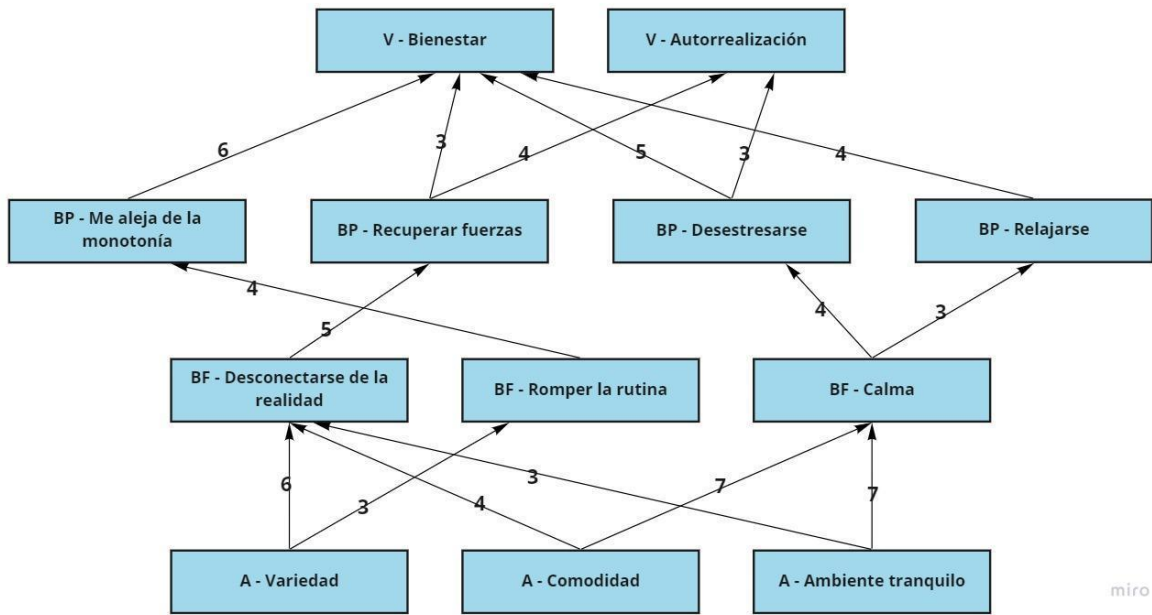 V - Bienestar
V - Autorrealización
6
3
4
5
3
4
BP - Me aleja de la
monotonía
BP - Recuperar fuerzas
BP - Desestresarse
BP - Relajarse
4
5
4
3
BF - Desconectarse de la
realidad
BF - Romper la rutina
BF - Calma
6
3
4
3
7
7
A - Variedad
A - Comodidad
A - Ambiente tranquilo
miro